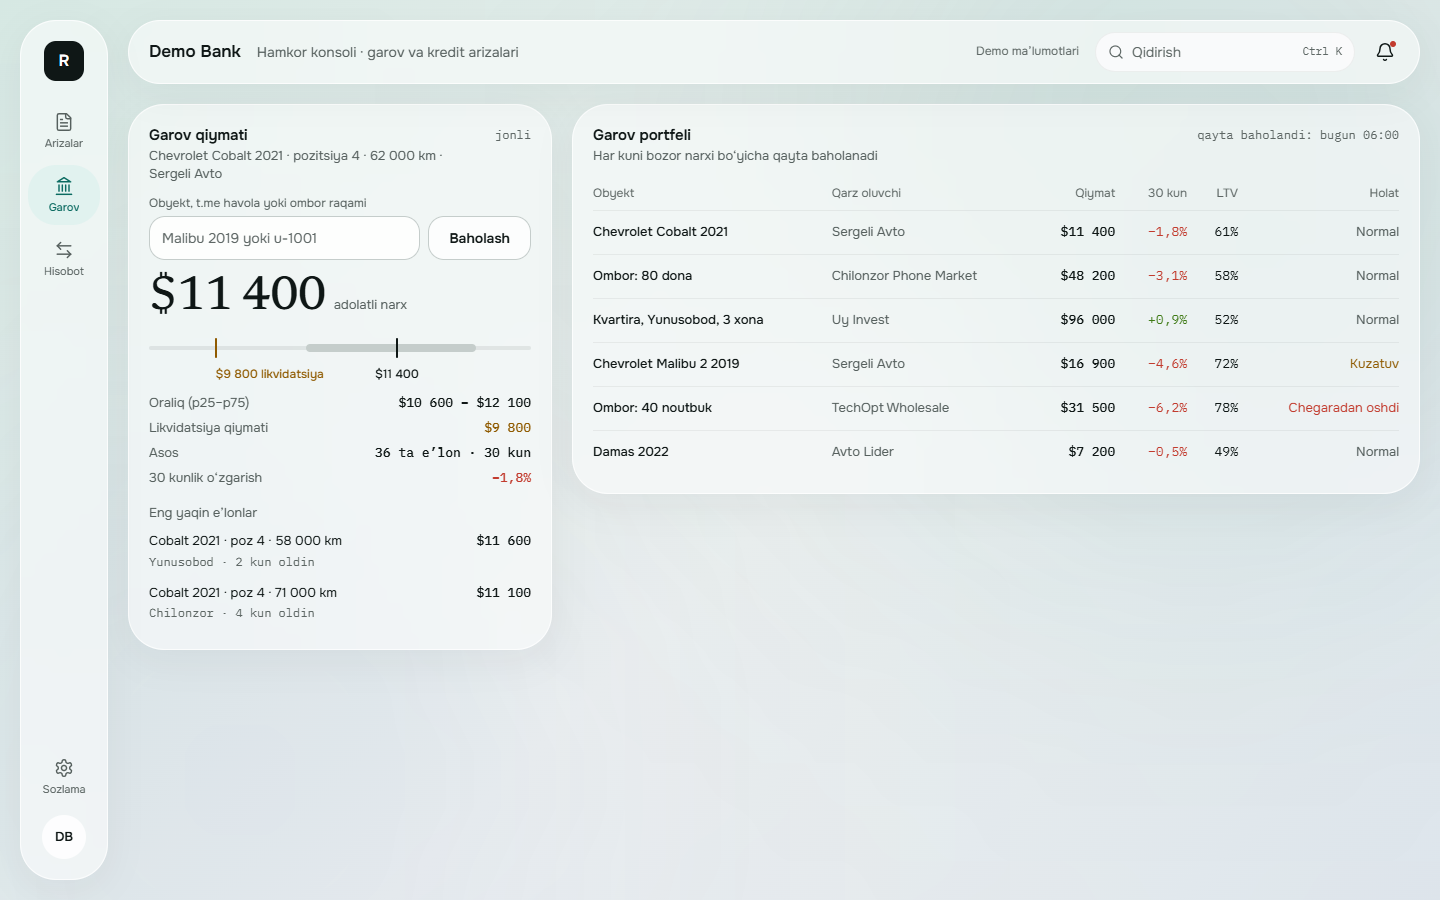 R
Arizalar
Garov
Hisobot
Sozlama
DB
Demo Bank Hamkor konsoli · garov va kredit arizalari Demo maʼlumotlari Qidirish Ctrl K
Garov qiymati jonli
Chevrolet Cobalt 2021 · pozitsiya 4 · 62 000 km ·
Sergeli Avto
Obyekt, t.me havola yoki ombor raqami
Malibu 2019 yoki u-1001 Baholash
$11 400 adolatli narx
$9 800 likvidatsiya $11 400
Oraliq (p25–p75) $10 600 – $12 100
Likvidatsiya qiymati $9 800
Asos 36 ta eʼlon · 30 kun
30 kunlik oʻzgarish −1,8%
Eng yaqin eʼlonlar
Cobalt 2021 · poz 4 · 58 000 km $11 600
Yunusobod · 2 kun oldin
Cobalt 2021 · poz 4 · 71 000 km $11 100
Chilonzor · 4 kun oldin
Garov portfeli qayta baholandi: bugun 06:00
Har kuni bozor narxi boʻyicha qayta baholanadi
Obyekt Qarz oluvchi Qiymat 30 kun LTV Holat
Chevrolet Cobalt 2021 Sergeli Avto $11 400 −1,8% 61% Normal
Ombor: 80 dona Chilonzor Phone Market $48 200 −3,1% 58% Normal
Kvartira, Yunusobod, 3 xona Uy Invest $96 000 +0,9% 52% Normal
Chevrolet Malibu 2 2019 Sergeli Avto $16 900 −4,6% 72% Kuzatuv
Ombor: 40 noutbuk TechOpt Wholesale $31 500 −6,2% 78% Chegaradan oshdi
Damas 2022 Avto Lider $7 200 −0,5% 49% Normal